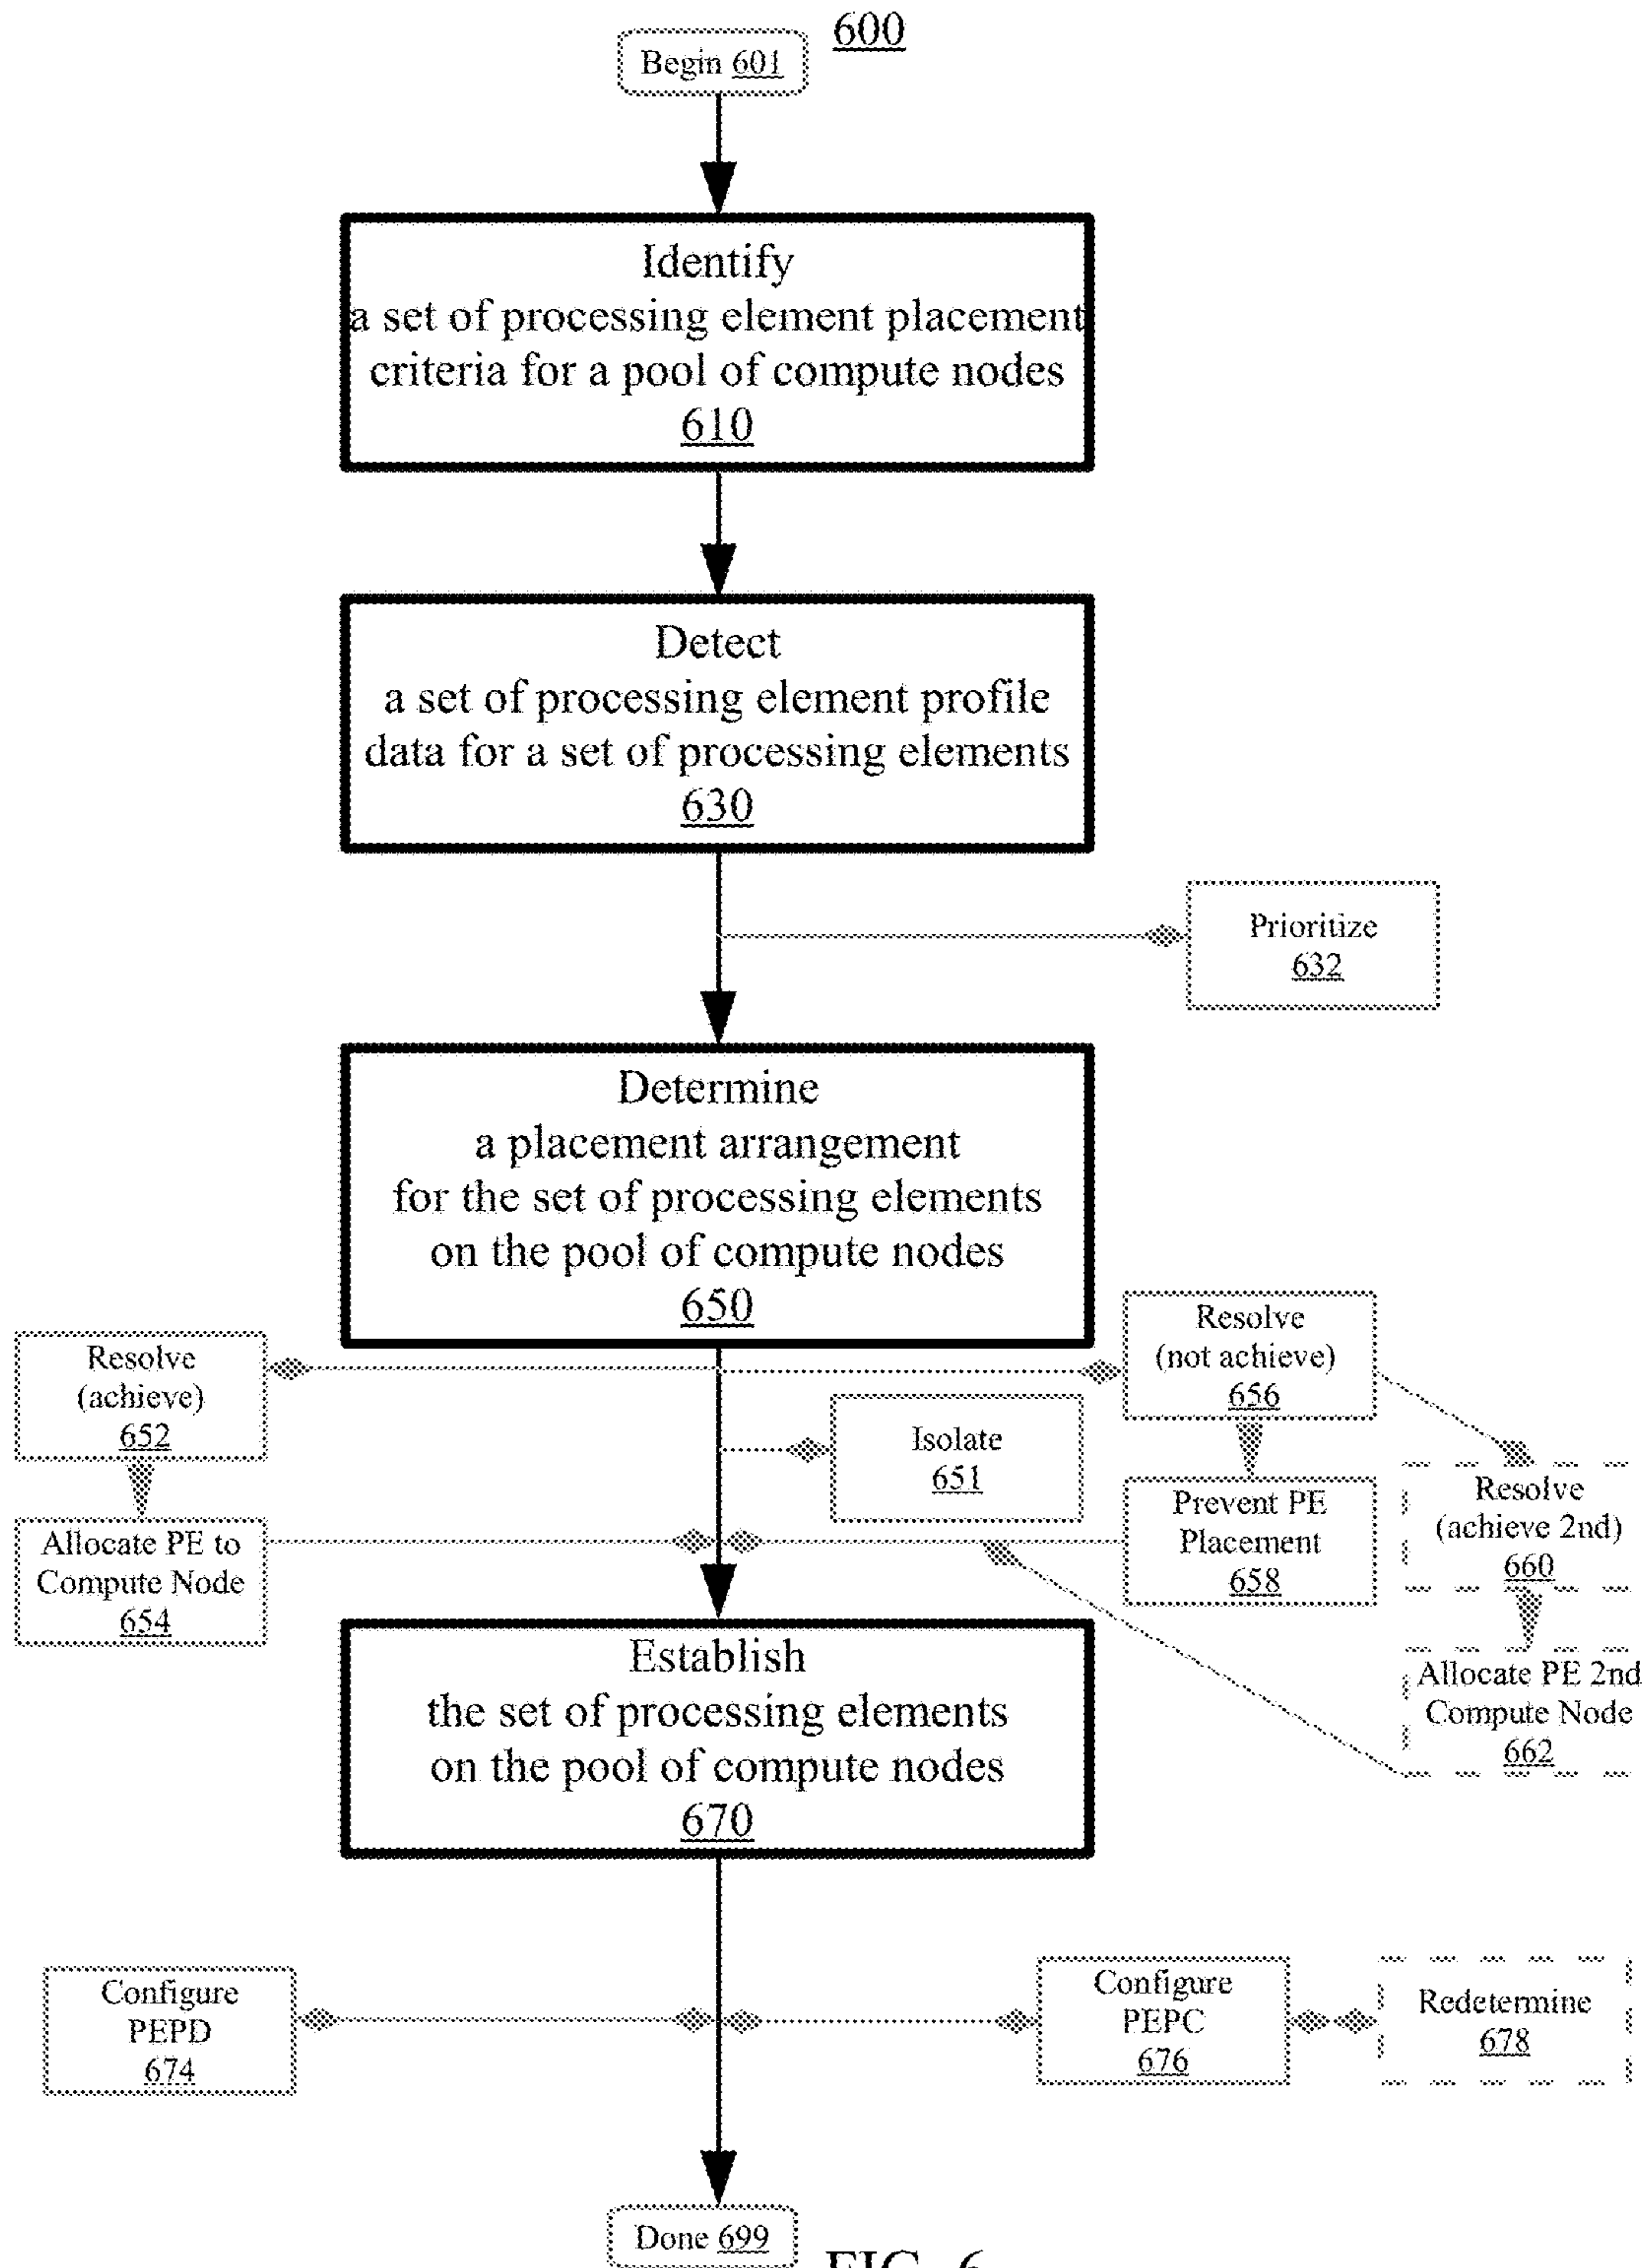 600
Begin 601
Identify
a set of processing element placement
criteria for a pool of compute nodes
610
Detect
a set of processing element profile
data for a set of processing elements
630
Prioritize
632
Determine
a placement arrangement
for the set of processing elements
on the pool of compute nodes
650
Resolve
(achieve)
652
Resolve
(not achieve)
656
Isolate
651
Allocate PE to
Compute Node
654
Prevent PE
Placement
658
Resolve
(achieve 2nd)
660
Allocate PE 2nd
Compute Node
662
Establish
the set of processing elements
on the pool of compute nodes
670
Configure
PEPD
674
Configure
PEPC
676
Redetermine
678
Done 699
FIG. 6